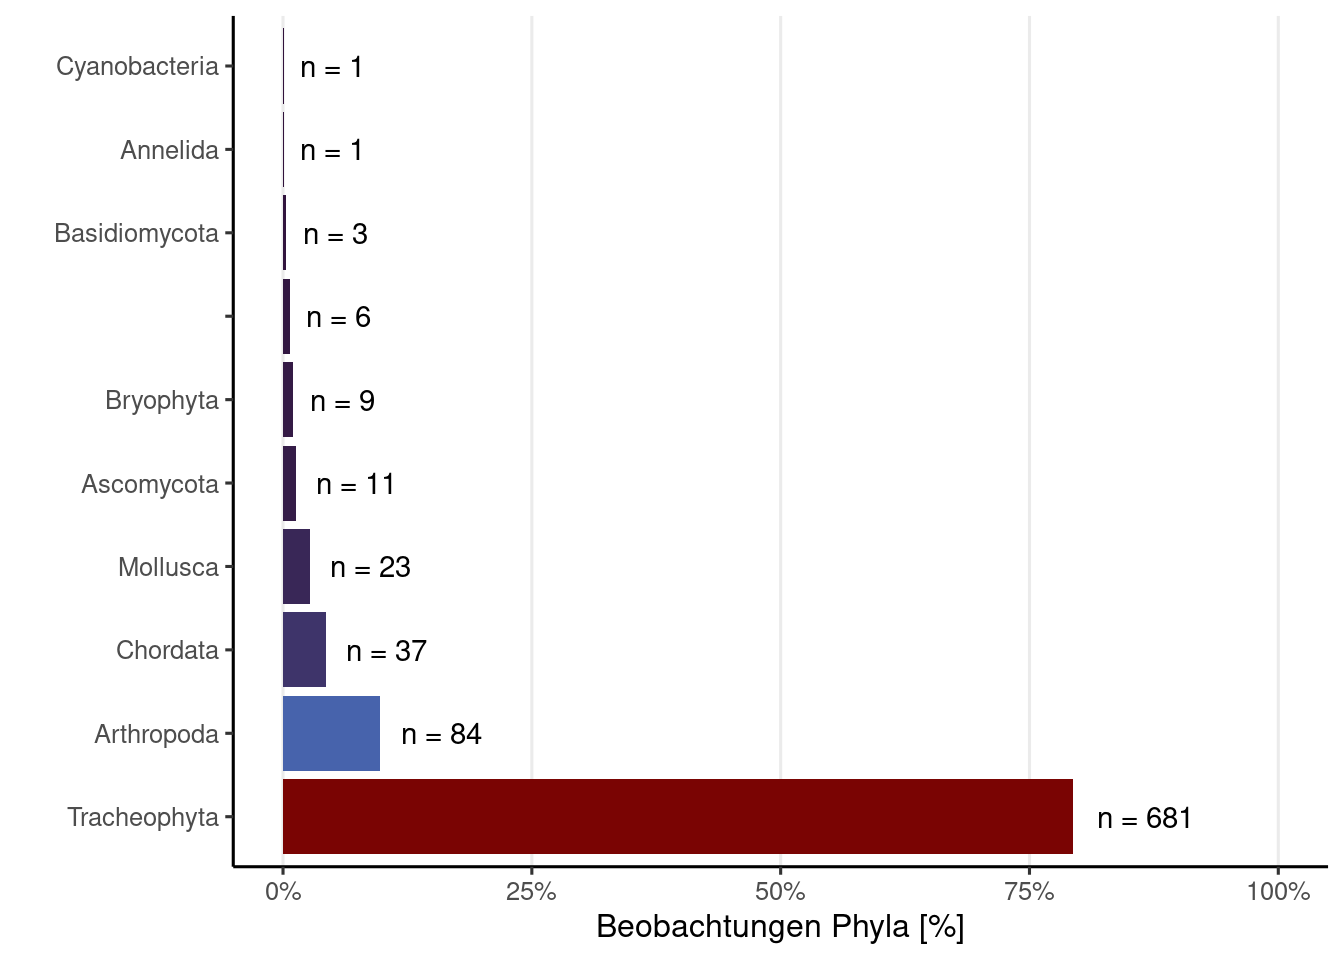 Cyanobacteria n = 1
Annelida n = 1
Basidiomycota n = 3
n = 6
Bryophyta n = 9
Ascomycota n = 11
Mollusca n = 23
Chordata n = 37
Arthropoda n = 84
Tracheophyta n = 681
0% 25% 50% 75% 100%
Beobachtungen Phyla [%]